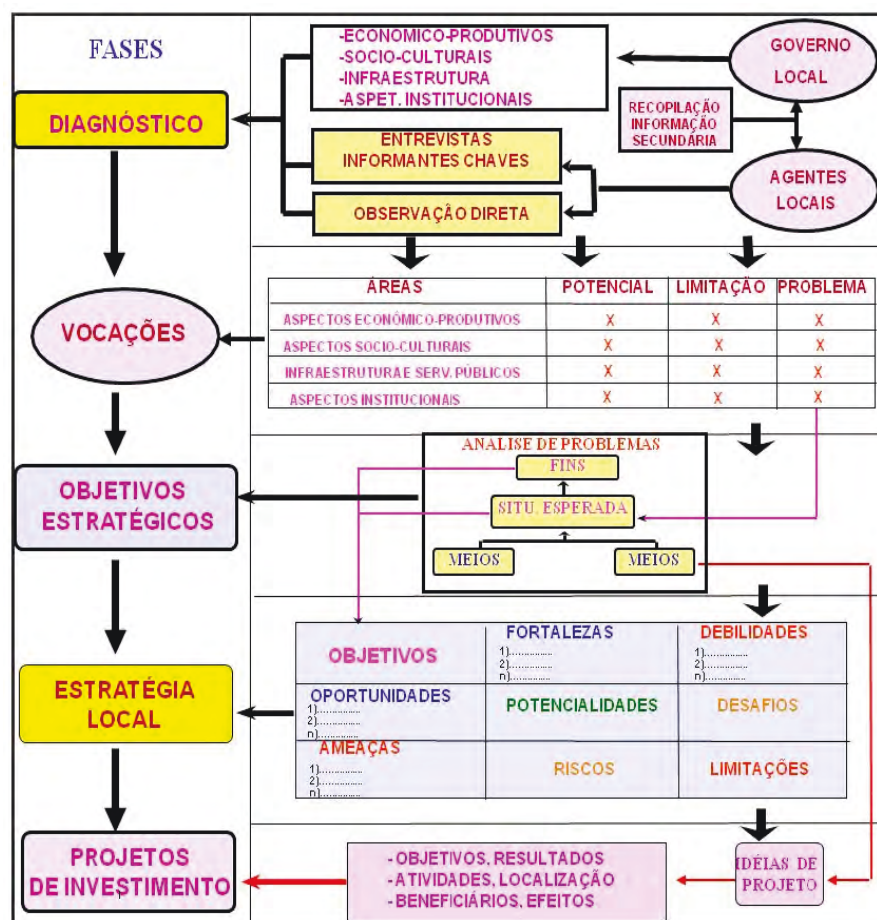 FASES
-ECONOMICO-PRODUTIVOS
-SOCIO-CULTURAIS
-INFRAESTRUTURA
-ASPET. INSTITUCIONAIS
GOVERNO
LOCAL
RECOPILAÇÃO
INFORMAÇÃO
SECUNDÁRIA
DIAGNÓSTICO
ENTREVISTAS
INFORMANTES CHAVES
OBSERVAÇÃO DIRETA
AGENTES
LOCAIS
VOCAÇÕES
ÁREAS POTENCIAL LIMITAÇÃO PROBLEMA
ASPECTOS ECONÓMICO-PRODUTIVOS X X X
ASPECTOS SOCIO-CULTURAIS X X X
INFRAESTRUTURA E SERV. PÚBLICOS X X X
ASPECTOS INSTITUCIONAIS X X X
OBJETIVOS
ESTRATÉGICOS
ANALISE DE PROBLEMAS
FINS
SITU. ESPERADA
MEIOS MEIOS
ESTRATÉGIA
LOCAL
OBJETIVOS
FORTALEZAS
1)...............
2)...............
n)...............
DEBILIDADES
1)...............
2)...............
n)...............
OPORTUNIDADES
1)................
2)...............
n)...............
POTENCIALIDADES
DESAFIOS
AMEAÇAS
1)...............
2)...............
n)...............
RISCOS
LIMITAÇÕES
PROJETOS
DE INVESTIMENTO
- OBJETIVOS, RESULTADOS
- ATIVIDADES, LOCALIZAÇÃO
- BENEFICIÁRIOS, EFEITOS
IDÉIAS DE
PROJETO